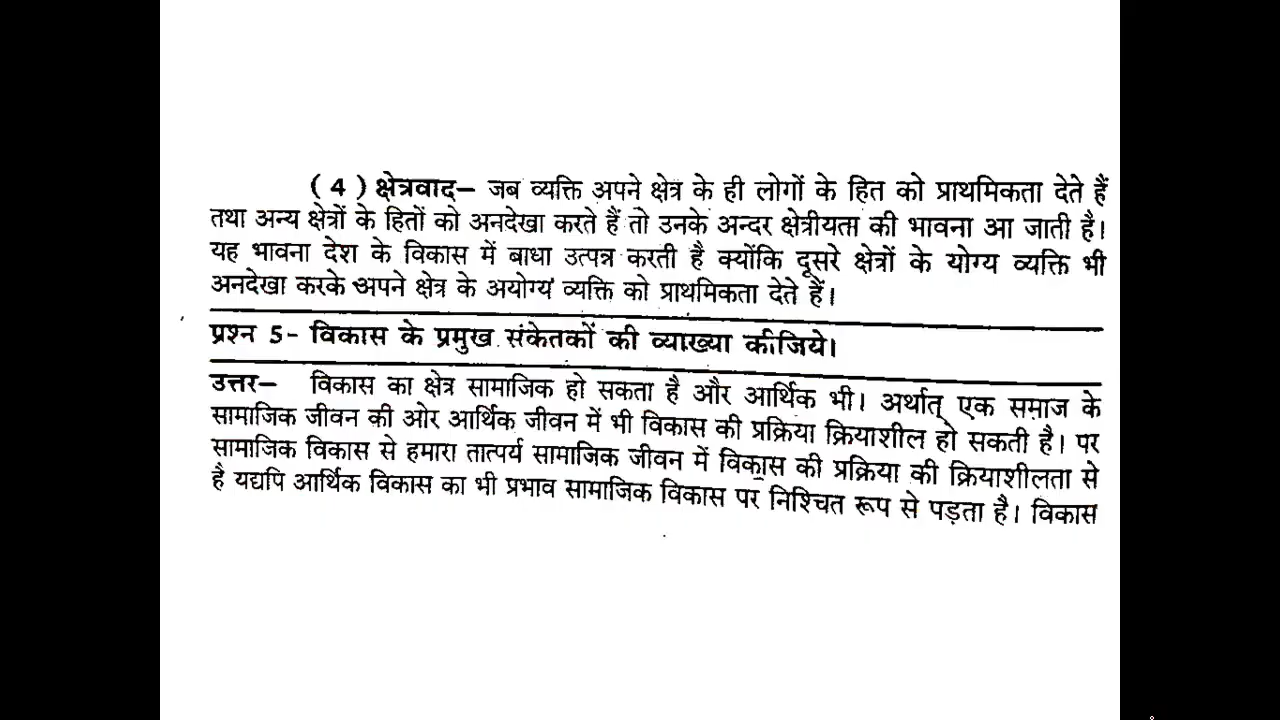 ( 4 ) क्षेत्रवाद– जब व्यक्ति अपने क्षेत्र के ही लोगों के हित को प्राथमिकता देते हैं
तथा अन्य क्षेत्रों के हितों को अनदेखा करते हैं तो उनके अन्दर क्षेत्रीयता की भावना आ जाती है।
यह भावना देश के विकास में बाधा उत्पन्न करती है क्योंकि दूसरे क्षेत्रों के योग्य व्यक्ति भी
अनदेखा करके अपने क्षेत्र के अयोग्य व्यक्ति को प्राथमिकता देते हैं।
प्रश्न 5- विकास के प्रमुख संकेतकों की व्याख्या कीजिये।
उत्तर– विकास का क्षेत्र सामाजिक हो सकता है और आर्थिक भी। अर्थात् एक समाज के
सामाजिक जीवन की ओर आर्थिक जीवन में भी विकास की प्रक्रिया क्रियाशील हो सकती है। पर
सामाजिक विकास से हमारा तात्पर्य सामाजिक जीवन में विकास की प्रक्रिया की क्रियाशीलता से
है यद्यपि आर्थिक विकास का भी प्रभाव सामाजिक विकास पर निश्चित रूप से पड़ता है। विकास